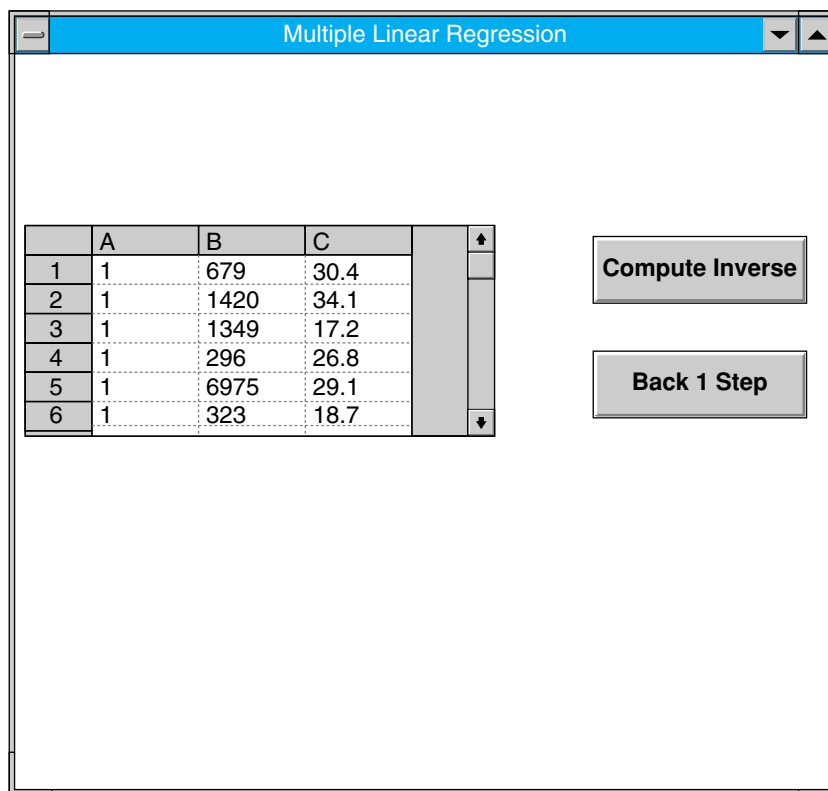 Multiple Linear Regression
A B C
1 1 679 30.4
2 1 1420 34.1
3 1 1349 17.2
4 1 296 26.8
5 1 6975 29.1
6 1 323 18.7
Compute Inverse
Back 1 Step